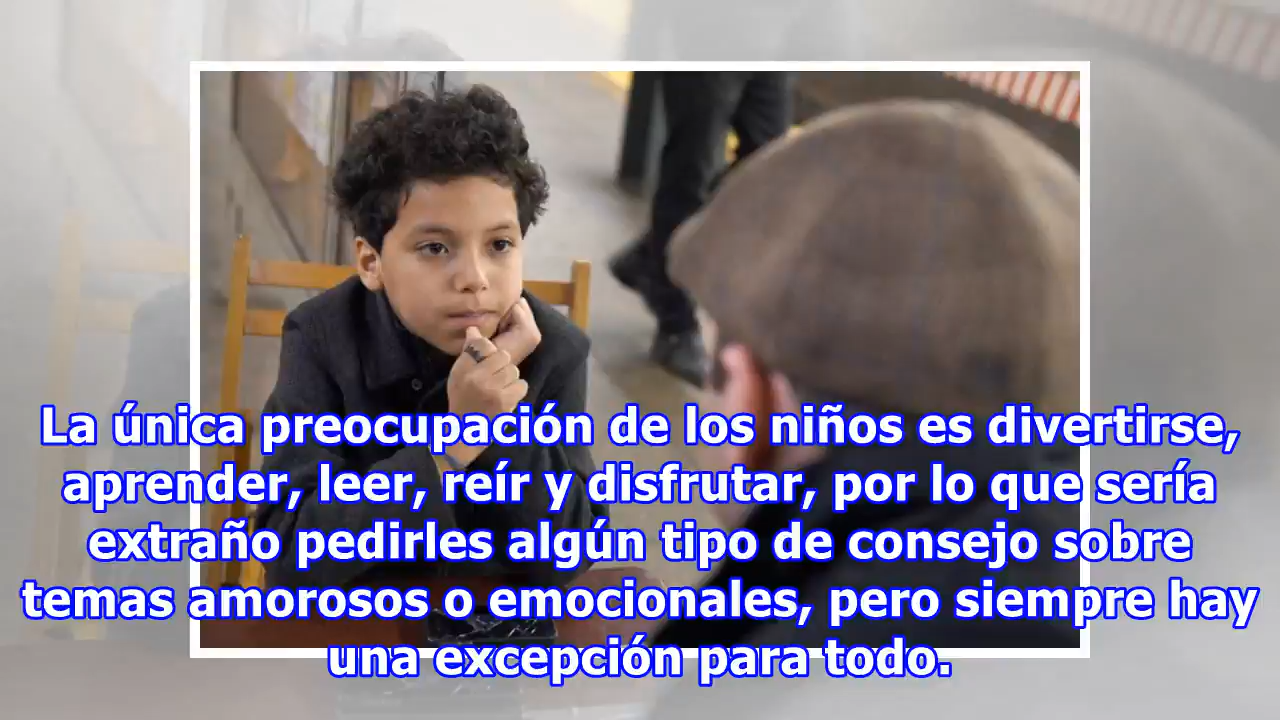 La única preocupación de los niños es divertirse,
aprender, leer, reír y disfrutar, por lo que sería
extraño pedirles algún tipo de consejo sobre
temas amorosos o emocionales, pero siempre hay
una excepción para todo.